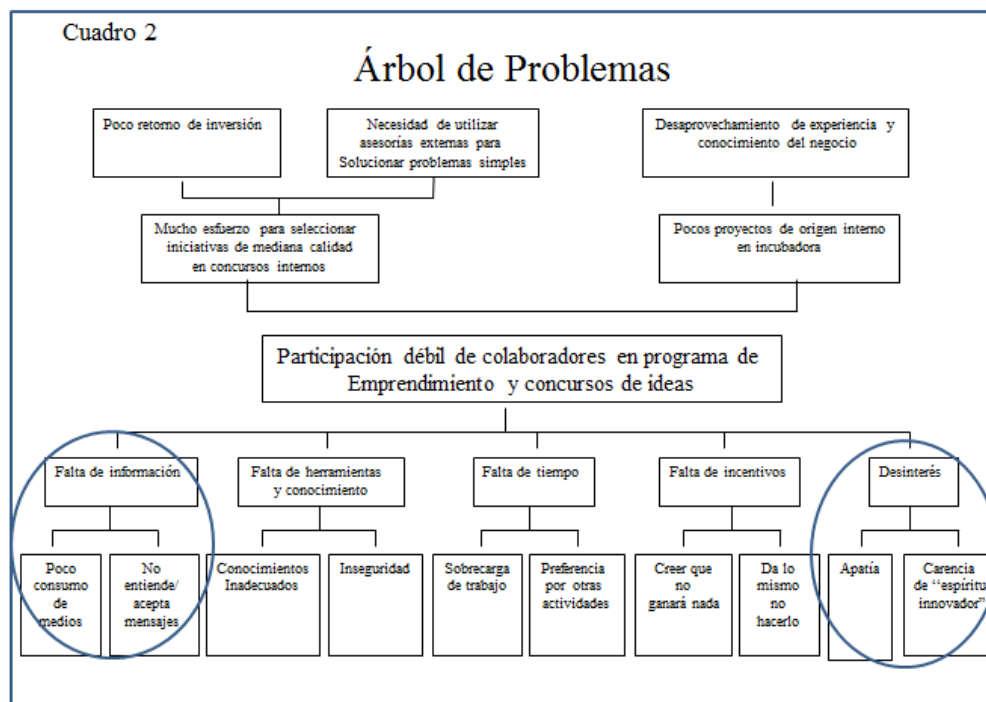 Cuadro 2
Árbol de Problemas
Poco retorno de inversión
Necesidad de utilizar
asesorías externas para
Solucionar problemas simples
Desaprovechamiento de experiencia y
conocimiento del negocio
Mucho esfuerzo para seleccionar
iniciativas de mediana calidad
en concursos internos
Pocos proyectos de origen interno
en incubadora
Participación débil de colaboradores en programa de
Emprendimiento y concursos de ideas
Falta de información
Falta de herramientas
y conocimiento
Falta de tiempo
Falta de incentivos
Desinterés
Poco
consumo
de
medios
No
entiende/
acepta
mensajes
Conocimientos
Inadecuados
Inseguridad
Sobrecarga
de trabajo
Preferencia
por otras
actividades
Creer que
no
ganará nada
Da lo
mismo
no
hacerlo
Apatía
Carencia
de “espíritu
innovador”